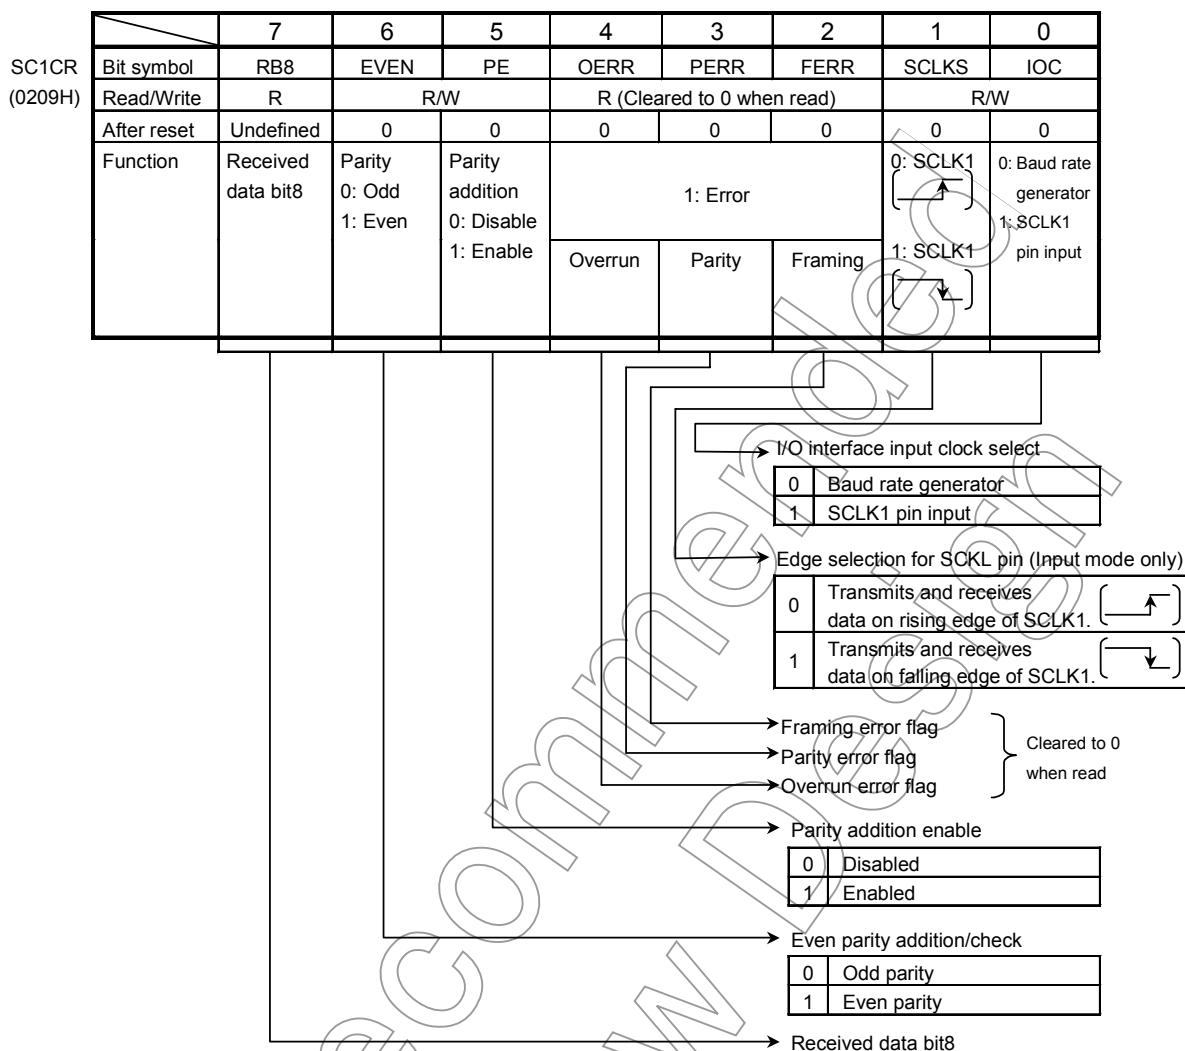 7 6 5 4 3 2 1 0
SC1CR Bit symbol RB8 EVEN PE OERR PERR FERR SCLKS IOC
(0209H) Read/Write R R/W R (Cleared to 0 when read) R/W
After reset Undefined 0 0 0 0 0 0 0
Function Received Parity Parity 0: SCLK1 0: Baud rate
data bit8 0: Odd addition 1: Error generator
1: Even 0: Disable 1: SCLK1
1: Enable Overrun Parity Framing 1: SCLK1 pin input
I/O interface input clock select
0 Baud rate generator
1 SCLK1 pin input
Edge selection for SCKL pin (Input mode only)
0 Transmits and receives
data on rising edge of SCLK1.
1 Transmits and receives
data on falling edge of SCLK1.
Framing error flag
Parity error flag
Overrun error flag
Cleared to 0
when read
Parity addition enable
0 Disabled
1 Enabled
Even parity addition/check
0 Odd parity
1 Even parity
Received data bit8
ecommended
w Design